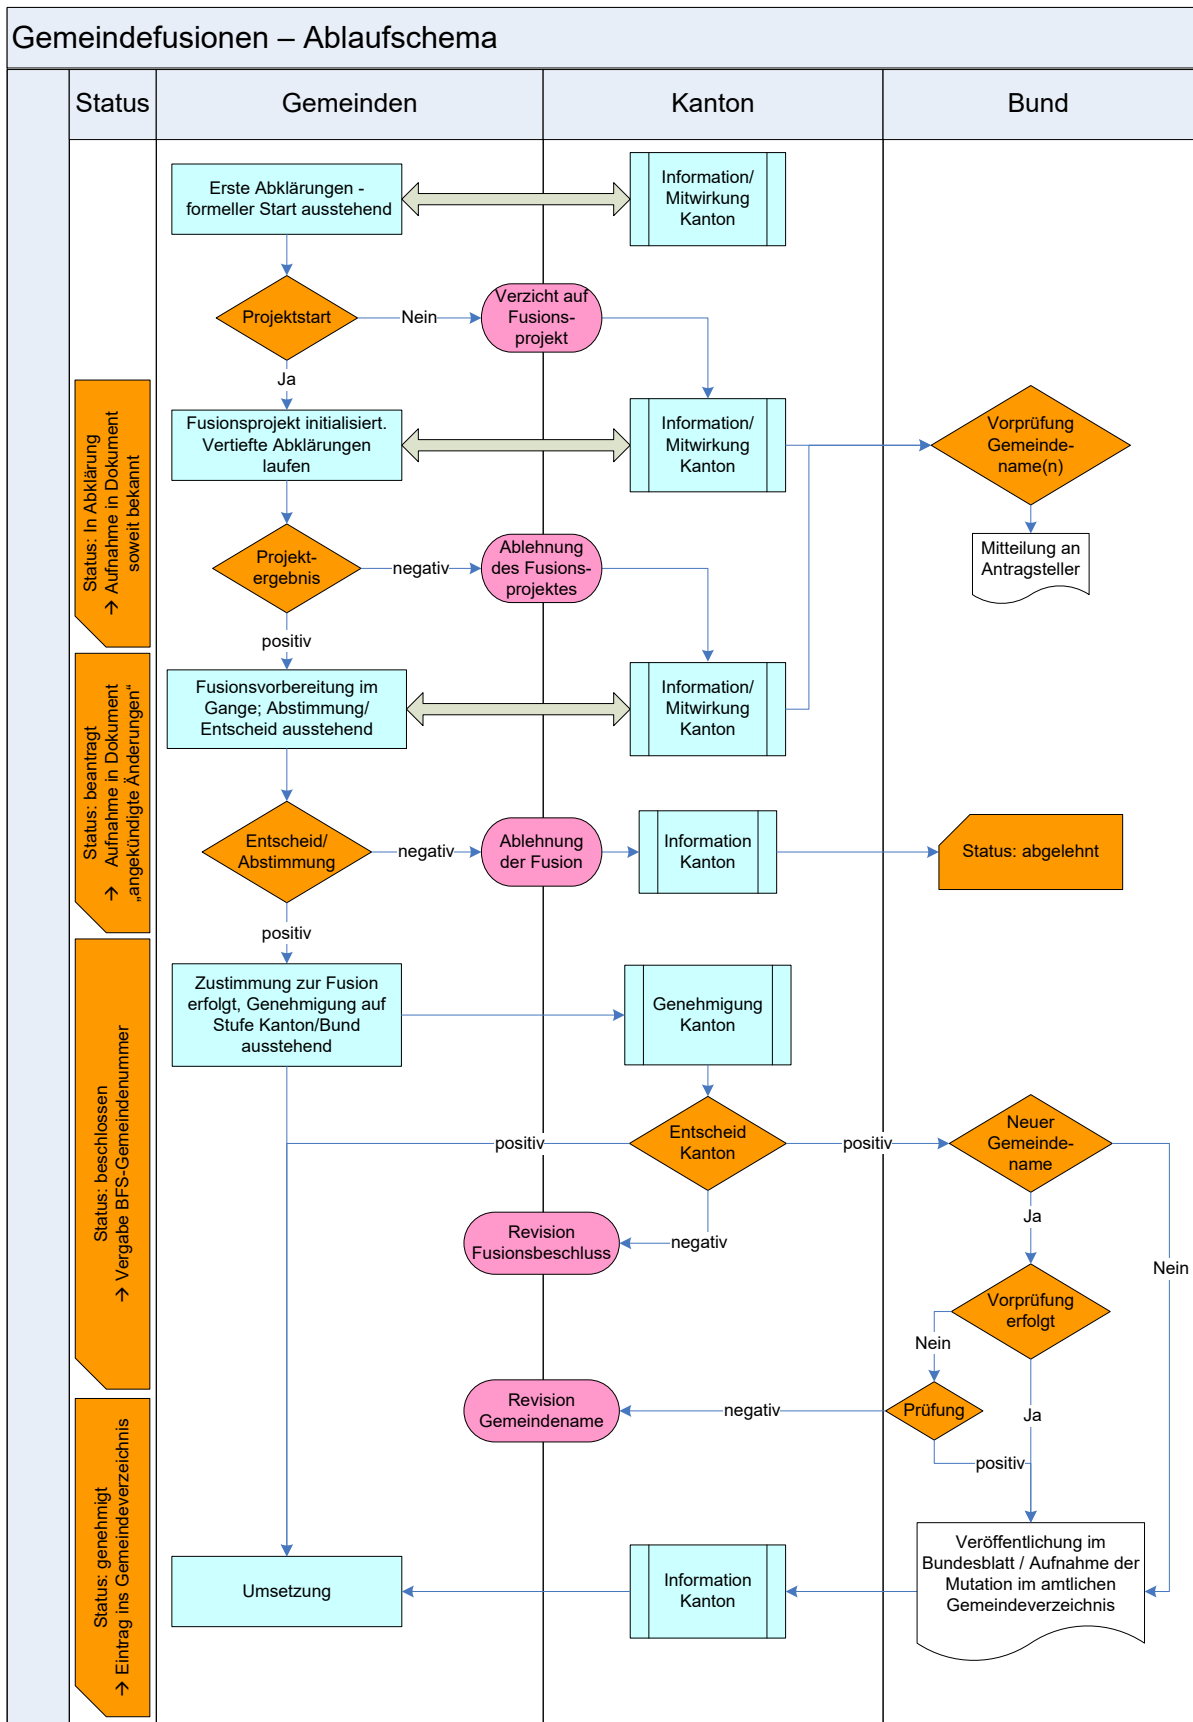 Gemeindefusionen – Ablaufschema
Status
Gemeinden
Kanton
Bund
Erste Abklärungen -
formeller Start ausstehend
Information/
Mitwirkung
Kanton
Projektstart
Nein
Verzicht auf
Fusions-
projekt
Ja
Status: In Abklärung
→ Aufnahme in Dokument
soweit bekannt
Fusionsprojekt initialisiert.
Vertiefte Abklärungen
laufen
Information/
Mitwirkung
Kanton
Vorprüfung
Gemeinde-
name(n)
Mitteilung an
Antragsteller
Projekt-
ergebnis
negativ
Ablehnung
des Fusions-
projektes
positiv
Status: beantragt
→ Aufnahme in Dokument
„angekündigte Änderungen“
Fusionsvorbereitung im
Gange; Abstimmung/
Entscheid ausstehend
Information/
Mitwirkung
Kanton
Entscheid/
Abstimmung
negativ
Ablehnung
der Fusion
Information
Kanton
Status: abgelehnt
positiv
Status: beschlossen
→ Vergabe BFS-Gemeindenummer
Zustimmung zur Fusion
erfolgt, Genehmigung auf
Stufe Kanton/Bund
ausstehend
Genehmigung
Kanton
positiv
Entscheid
Kanton
positiv
Neuer
Gemeinde-
name
negativ
Revision
Fusionsbeschluss
Ja
Nein
Vorprüfung
erfolgt
Nein
Prüfung
Ja
negativ
Revision
Gemeindename
positiv
Status: genehmigt
→ Eintrag ins Gemeindeverzeichnis
Veröffentlichung im
Bundesblatt / Aufnahme der
Mutation im amtlichen
Gemeindeverzeichnis
Information
Kanton
Umsetzung